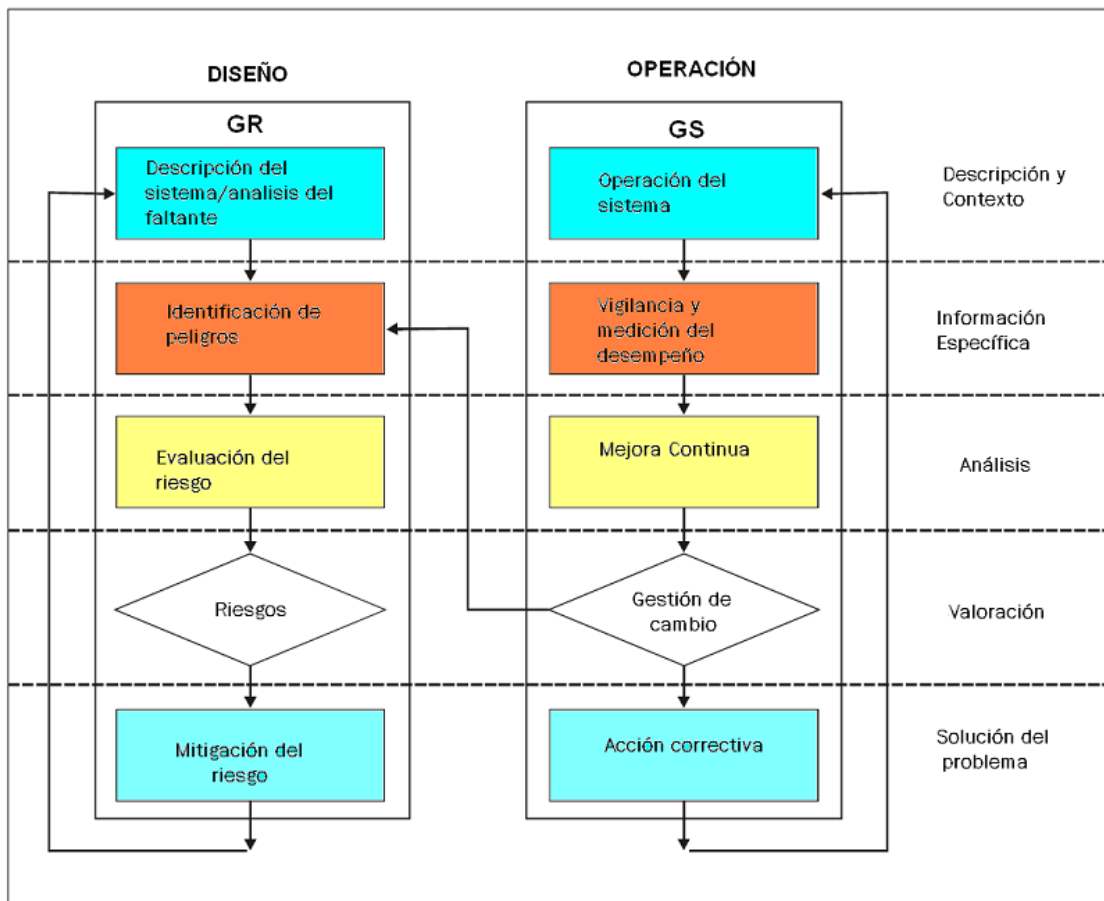 DISEÑO
OPERACIÓN
GR
GS
Descripción del
sistema/analisis del
faltante
Operación del
sistema
Descripción y
Contexto
Identificación de
peligros
Vigilancia y
medición del
desempeño
Información
Específica
Evaluación del
riesgo
Mejora Continua
Análisis
Riesgos
Gestión de
cambio
Valoración
Mitigación del
riesgo
Acción correctiva
Solución del
problema